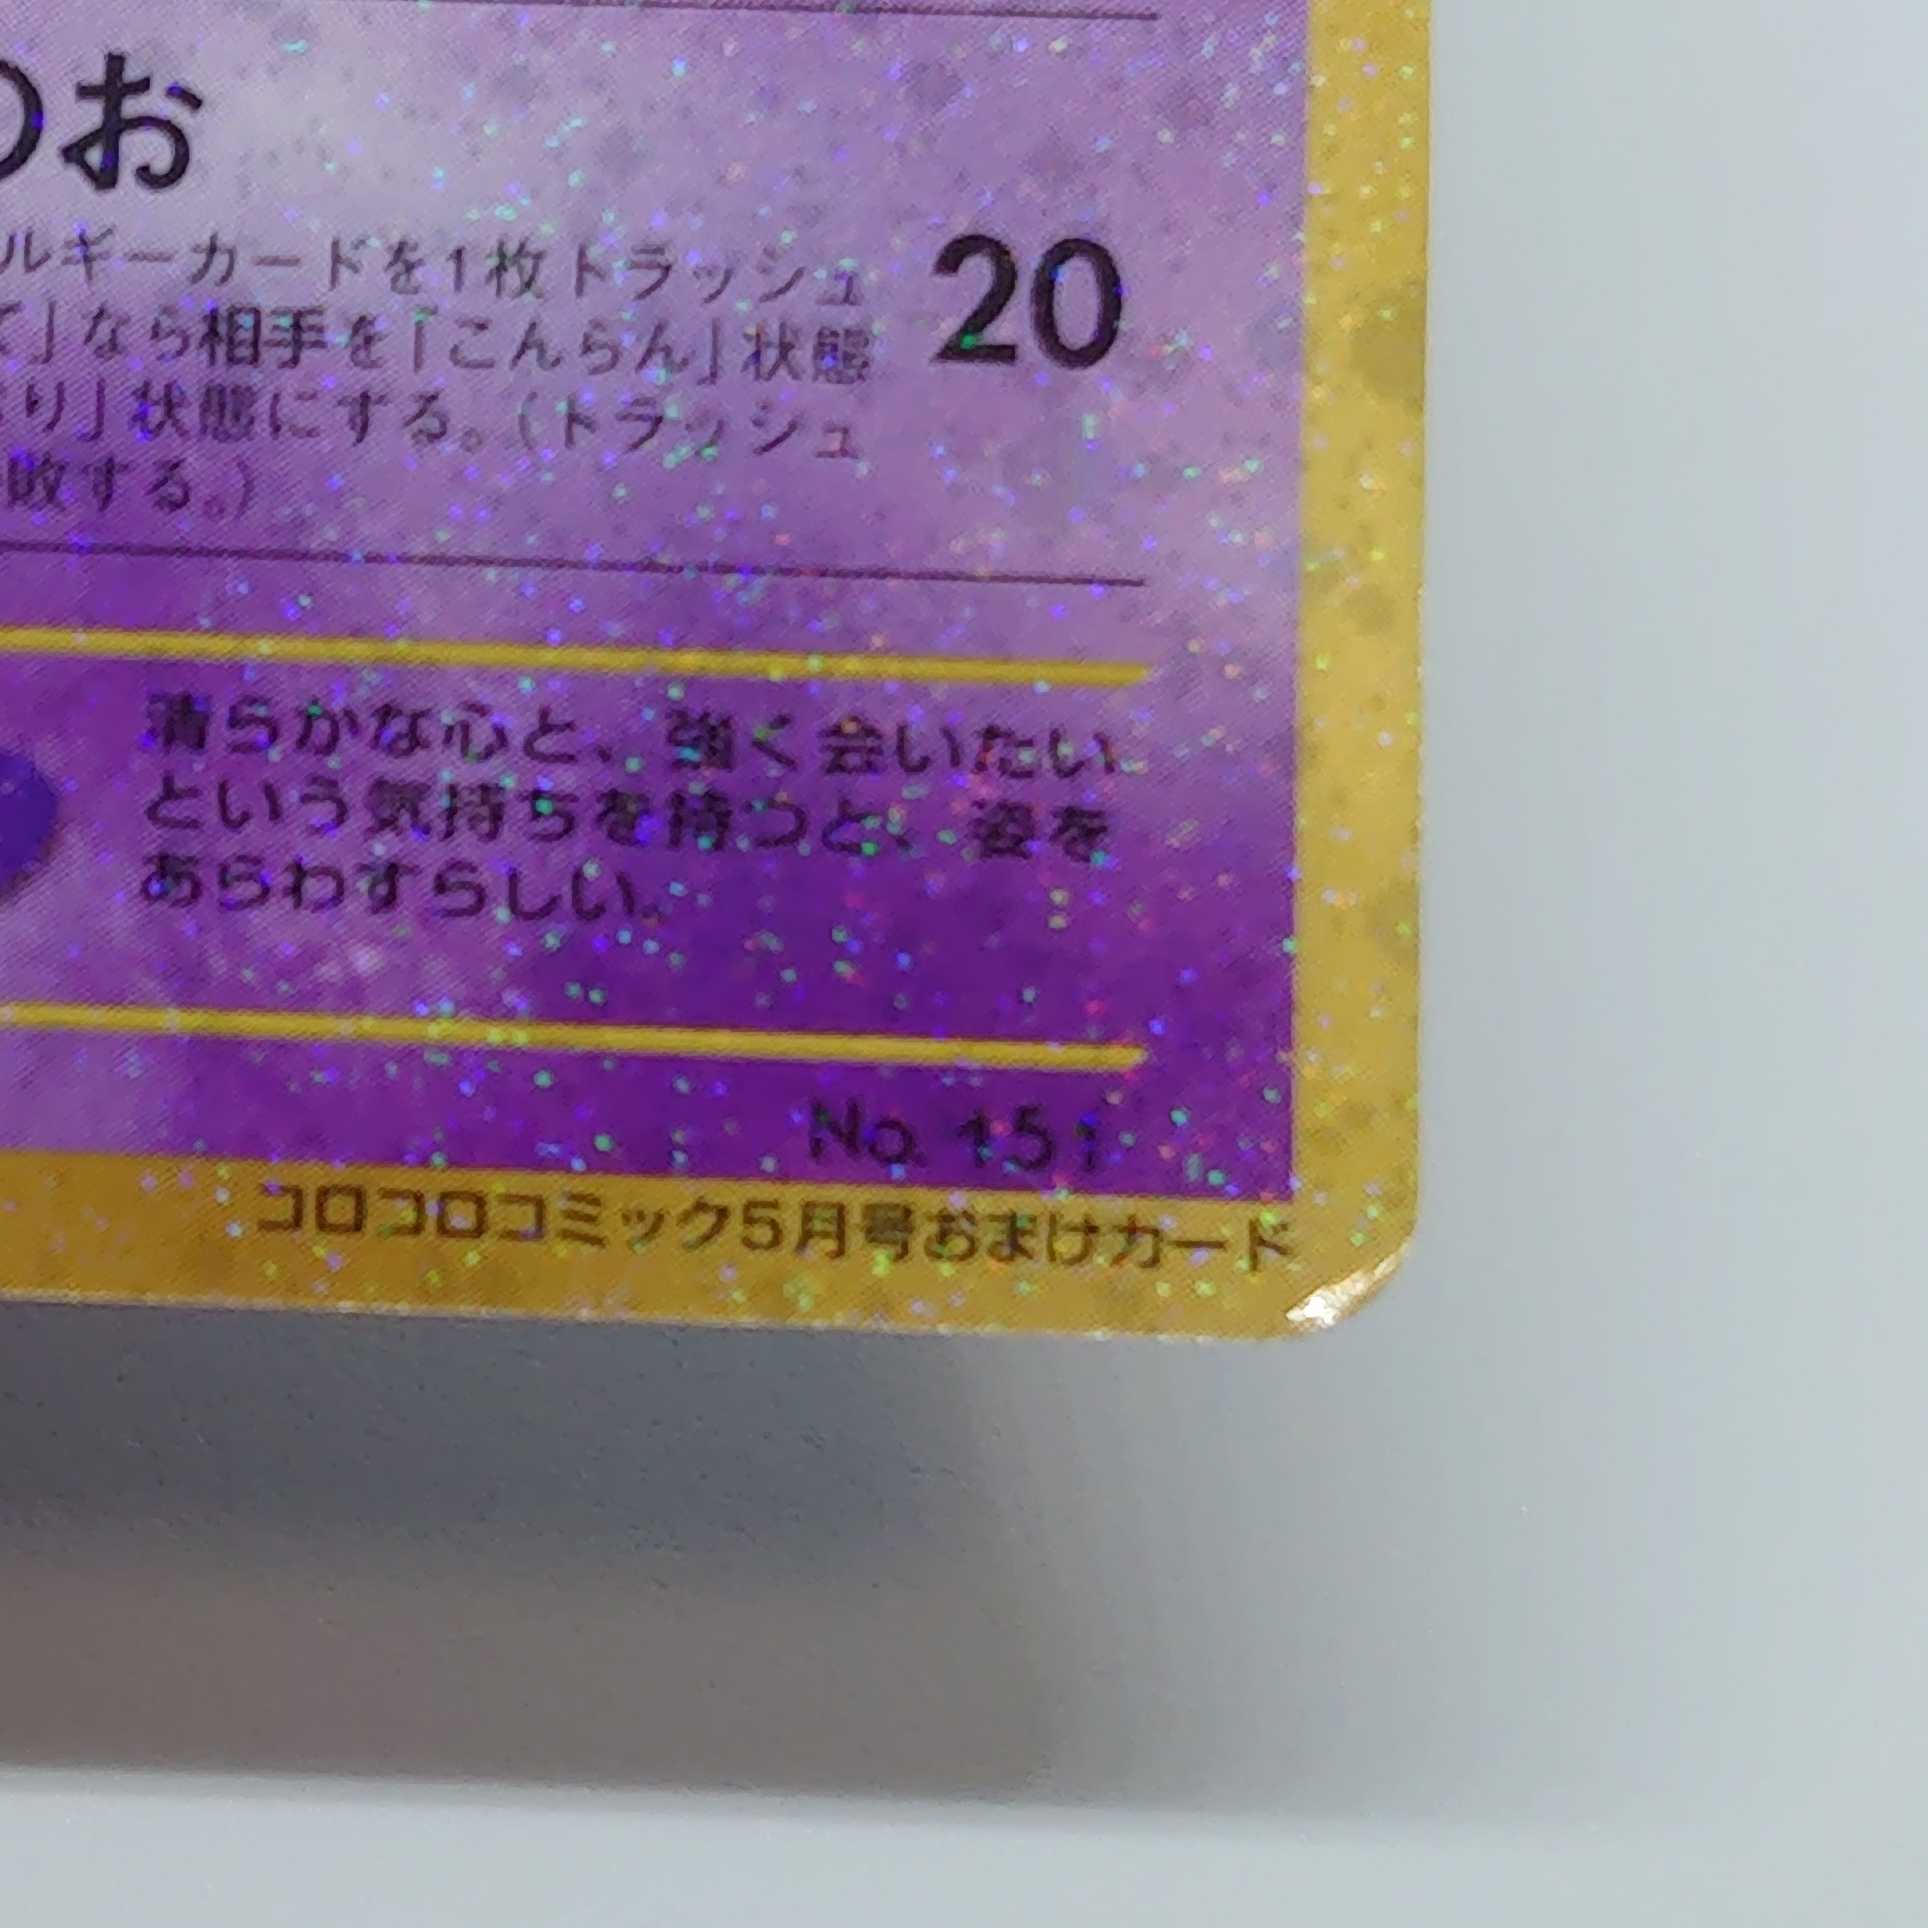 のお
ルギーカードを1枚トラッシュ
て」なら相手を「こんらん」状態
り」状態にする。(トラッシュ
敗する。)
20
清らかな心と、強く会いたい
という気持ちを持つと、姿を
あらわすらしい。
No. 151
コロコロコミック5月号おまけカード